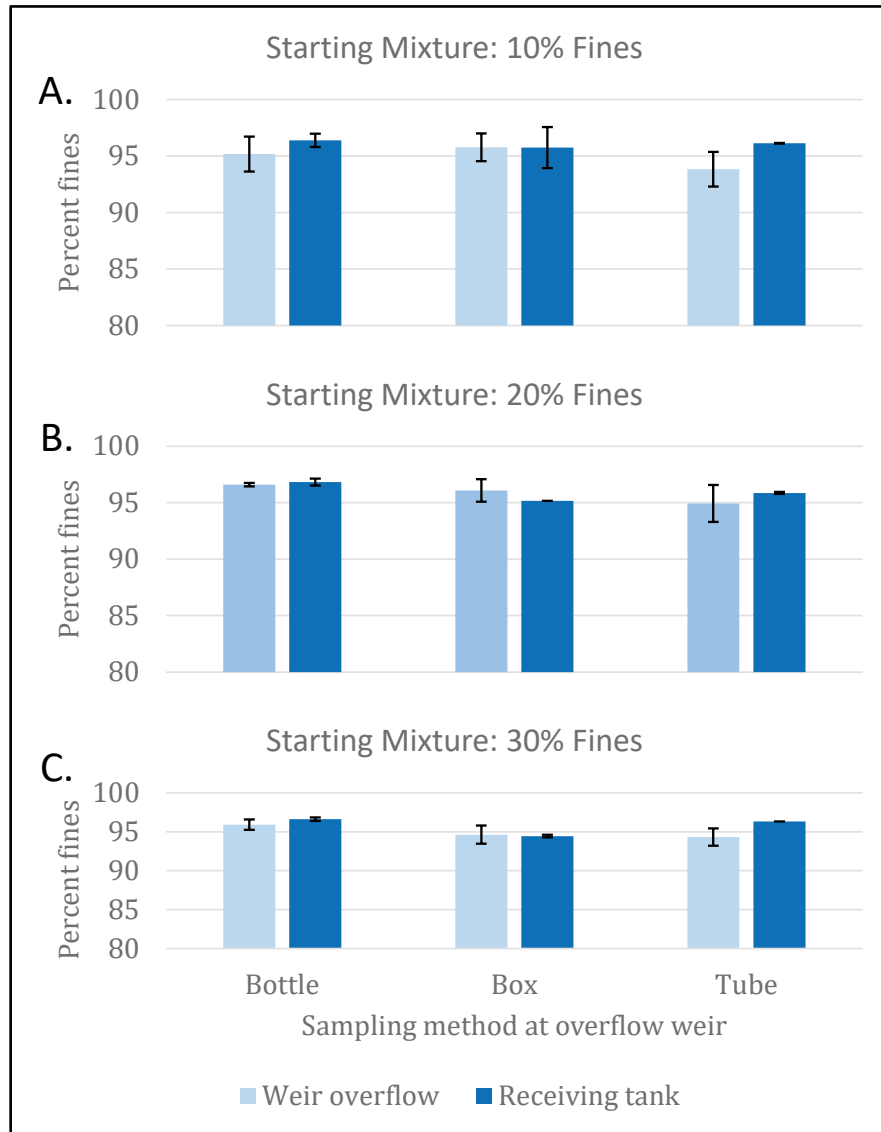 Starting Mixture: 10% Fines
A.
Percent fines
100
95
90
85
80
Starting Mixture: 20% Fines
B.
Percent fines
100
95
90
85
80
Starting Mixture: 30% Fines
C.
Percent fines
100
95
90
85
80
Bottle Box Tube
Sampling method at overflow weir
Weir overflow Receiving tank